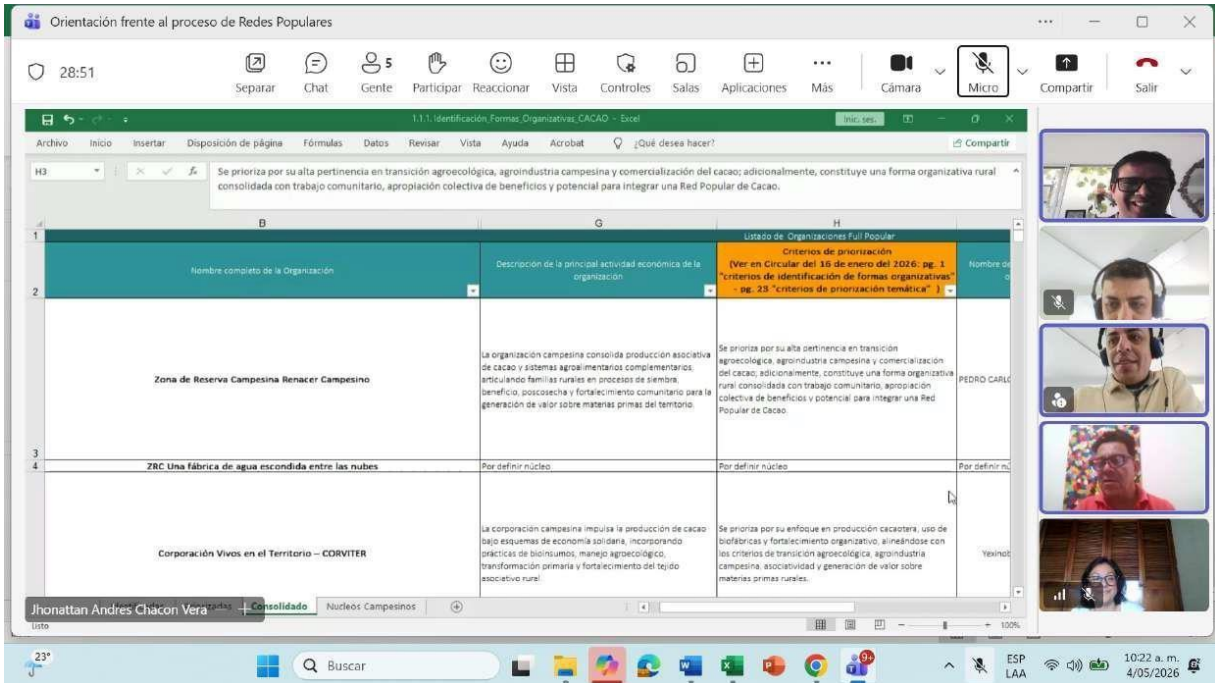 Orientación frente al proceso de Redes Populares
28:51
Separar
Chat
5
Gente
Participar
Reaccionar
Vista
Controles
Salas
Aplicaciones
Más
Cámara
Micro
Compartir
Salir
1.1.1. Identificación_Formas_Organizativas_CACAO - Excel
Inic. ses.
Archivo Inicio Insertar Disposición de página Fórmulas Datos Revisar Vista Ayuda Acrobat ¿Qué desea hacer? Compartir
H3
fx
Se prioriza por su alta pertinencia en transición agroecológica, agroindustria campesina y comercialización del cacao; adicionalmente, constituye una forma organizativa rural
consolidada con trabajo comunitario, apropiación colectiva de beneficios y potencial para integrar una Red Popular de Cacao.
B G H
1
Listado de Organizaciones Full Popular
2
Nombre completo de la Organización
Descripción de la principal actividad económica de la
organización
Criterios de priorización
(Ver en Circular del 16 de enero del 2026: pg. 1
"criterios de identificación de formas organizativas"
- pg. 23 "criterios de priorización temática" )
Nombre de
3
Zona de Reserva Campesina Renacer Campesino
La organización campesina consolida producción asociativa
de cacao y sistemas agroalimentarios complementarios,
articulando familias rurales en procesos de siembra,
beneficio, poscosecha y fortalecimiento comunitario para la
generación de valor sobre materias primas del territorio.
Se prioriza por su alta pertinencia en transición
agroecológica, agroindustria campesina y comercialización
del cacao; adicionalmente, constituye una forma organizativa
rural consolidada con trabajo comunitario, apropiación
colectiva de beneficios y potencial para integrar una Red
Popular de Cacao.
PEDRO CARLO
4
ZRC Una fábrica de agua escondida entre las nubes
Por definir núcleo
Por definir núcleo
Por definir nú
Corporación Vivos en el Territorio – CORVITER
La corporación campesina impulsa la producción de cacao
bajo esquemas de economía solidaria, incorporando
prácticas de bioinsumos, manejo agroecológico,
transformación primaria y fortalecimiento del tejido
asociativo rural.
Se prioriza por su enfoque en producción cacaotera, uso de
biofábricas y fortalecimiento organizativo, alineándose con
los criterios de transición agroecológica, agroindustria
campesina, asociatividad y generación de valor sobre
materias primas rurales.
Yexinot
Jhonattan Andres Chacon Vera
Consolidado
Nucleos Campesinos
Listo
100%
23°
Buscar
9+
ESP
LAA
10:22 a. m.
4/05/2026